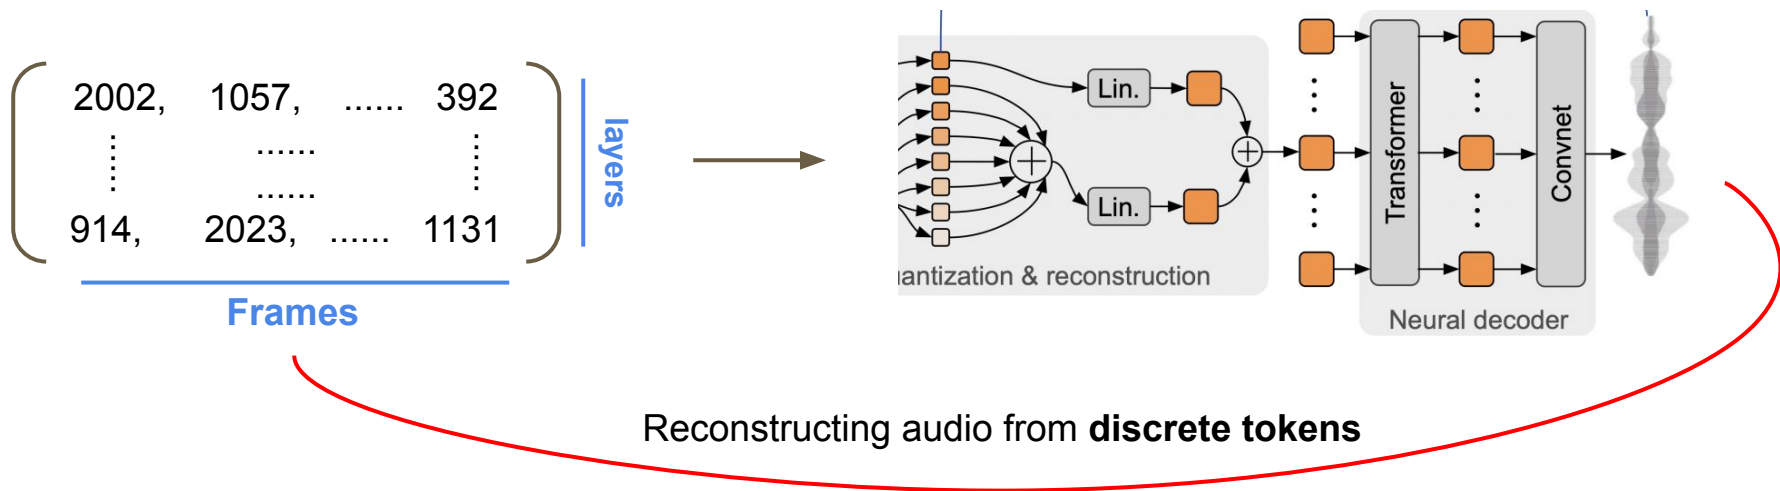 2002, 1057, ...... 392
......
......
914, 2023, ...... 1131
layers
Frames
Lin.
Lin.
uantization & reconstruction
Transformer
Convnet
Neural decoder
Reconstructing audio from discrete tokens